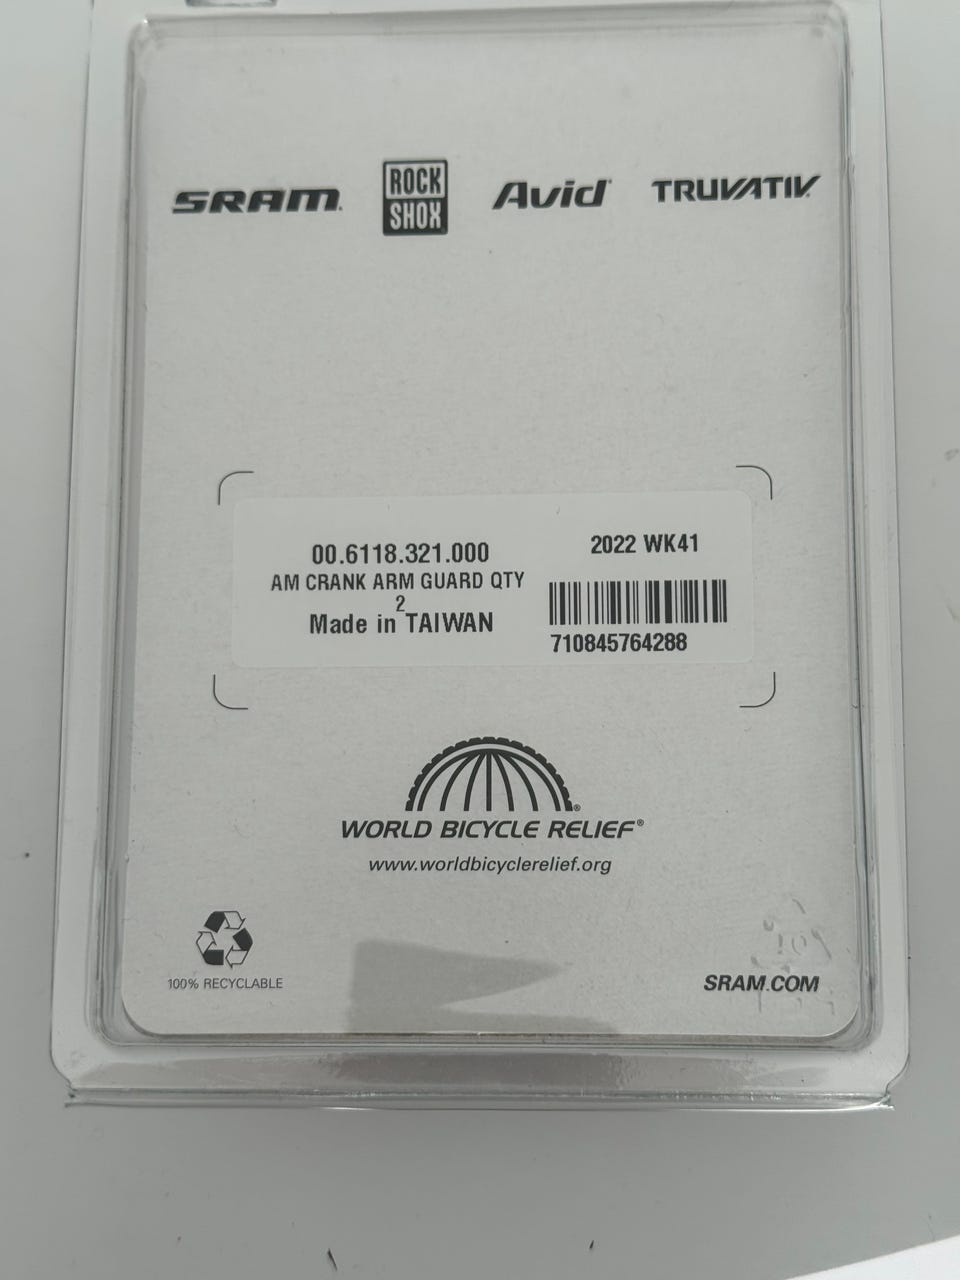 SRAM. ROCK SHOX Avid® TRUVATIV.
00.6118.321.000
2022 WK41
AM CRANK ARM GUARD QTY
2
Made in TAIWAN
710845764288
WORLD BICYCLE RELIEF®
www.worldbicyclerelief.org
100% RECYCLABLE
SRAM.COM